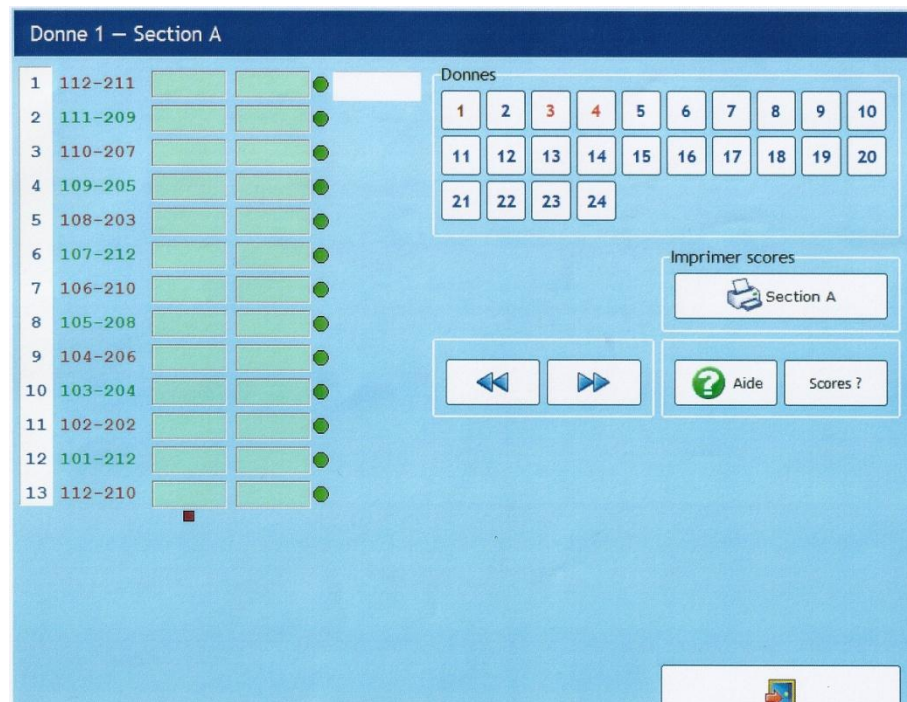 Donne 1 — Section A
1 112-211
2 111-209
3 110-207
4 109-205
5 108-203
6 107-212
7 106-210
8 105-208
9 104-206
10 103-204
11 102-202
12 101-212
13 112-210
Donnes
1 2 3 4 5 6 7 8 9 10
11 12 13 14 15 16 17 18 19 20
21 22 23 24
Imprimer scores
Section A
? Aide Scores ?